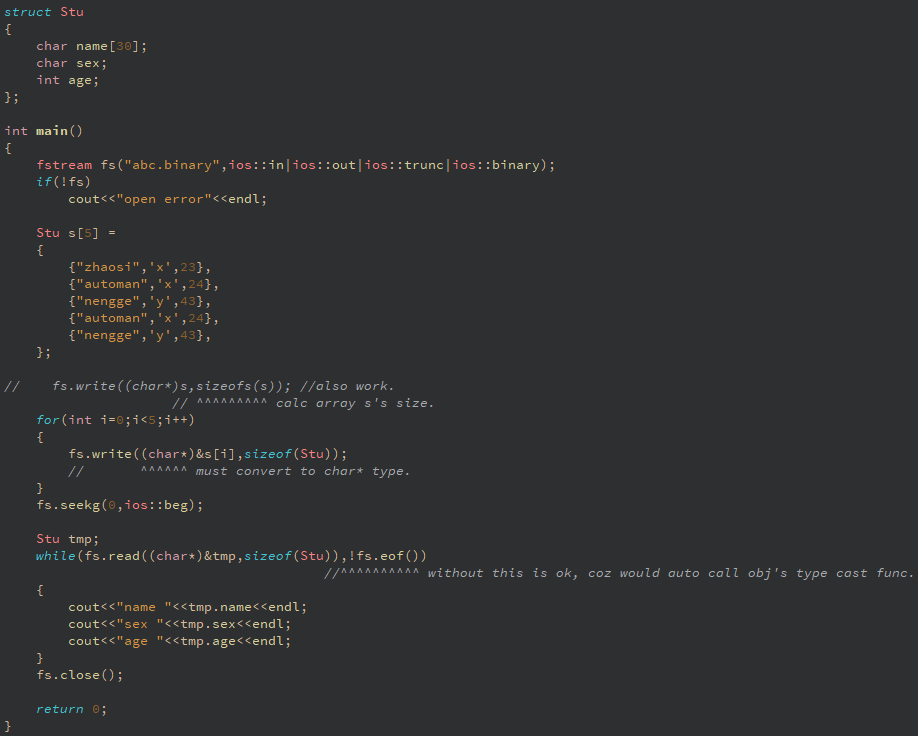 struct Stu
{
    char name[30];
    char sex;
    int age;
};

int main()
{
    fstream fs("abc.binary",ios::in|ios::out|ios::trunc|ios::binary);
    if(!fs)
        cout<<"open error"<<endl;

    Stu s[5] =
    {
        {"zhaosi",'x',23},
        {"automan",'x',24},
        {"nengge",'y',43},
        {"automan",'x',24},
        {"nengge",'y',43},
    };

//    fs.write((char*)s,sizeofs(s)); //also work.
                     // ^^^^^^^^^ calc array s's size.
    for(int i=0;i<5;i++)
    {
        fs.write((char*)&s[i],sizeof(Stu));
        //       ^^^^^^ must convert to char* type.
    }
    fs.seekg(0,ios::beg);

    Stu tmp;
    while(fs.read((char*)&tmp,sizeof(Stu)),!fs.eof())
                                        //^^^^^^^^^^ without this is ok, coz would auto call obj's type cast func.
    {
        cout<<"name "<<tmp.name<<endl;
        cout<<"sex "<<tmp.sex<<endl;
        cout<<"age "<<tmp.age<<endl;
    }
    fs.close();

    return 0;
}